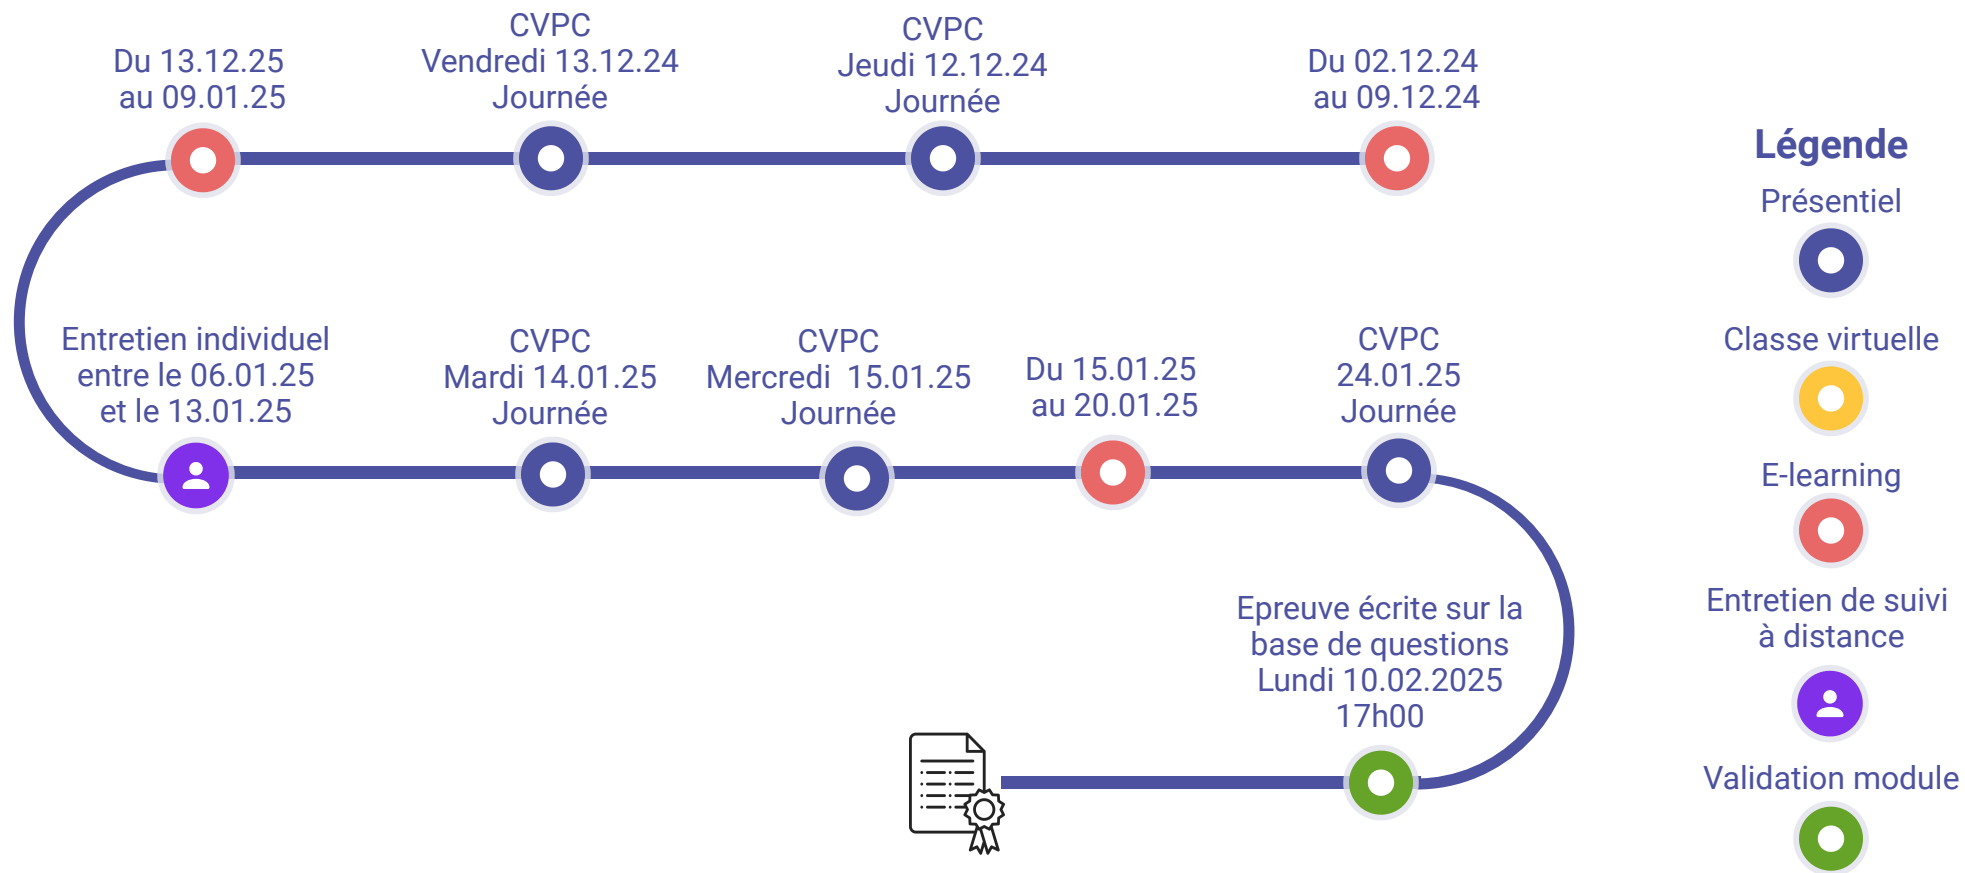 Du 13.12.25
au 09.01.25
CVPC
Vendredi 13.12.24
Journée
CVPC
Jeudi 12.12.24
Journée
Du 02.12.24
au 09.12.24
Entretien individuel
entre le 06.01.25
et le 13.01.25
CVPC
Mardi 14.01.25
Journée
CVPC
Mercredi  15.01.25
Journée
Du 15.01.25
au 20.01.25
CVPC
24.01.25
Journée
Epreuve écrite sur la
base de questions
Lundi 10.02.2025
17h00
Légende
Présentiel
Classe virtuelle
E-learning
Entretien de suivi
à distance
Validation module